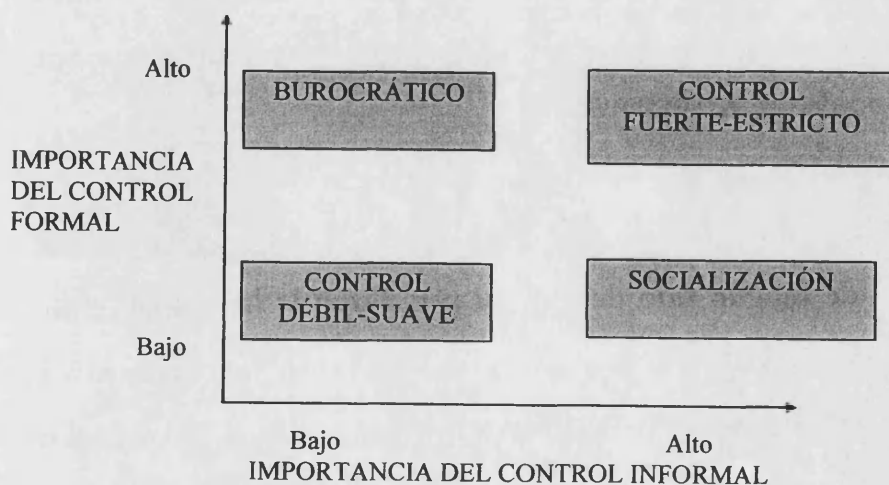 Alto
BUROCRÁTICO
CONTROL
FUERTE-ESTRICTO
IMPORTANCIA
DEL CONTROL
FORMAL
CONTROL
DÉBIL-SUAVE
SOCIALIZACIÓN
Bajo
Bajo
Alto
IMPORTANCIA DEL CONTROL INFORMAL